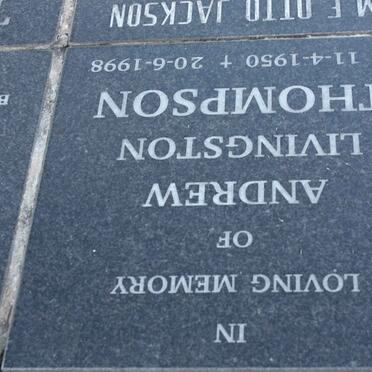 IN
LOVING MEMORY
OF
ANDREW
LIVINGSTON
THOMPSON
11-4-1950 + 20-6-1998
M F OTTO JACKSON